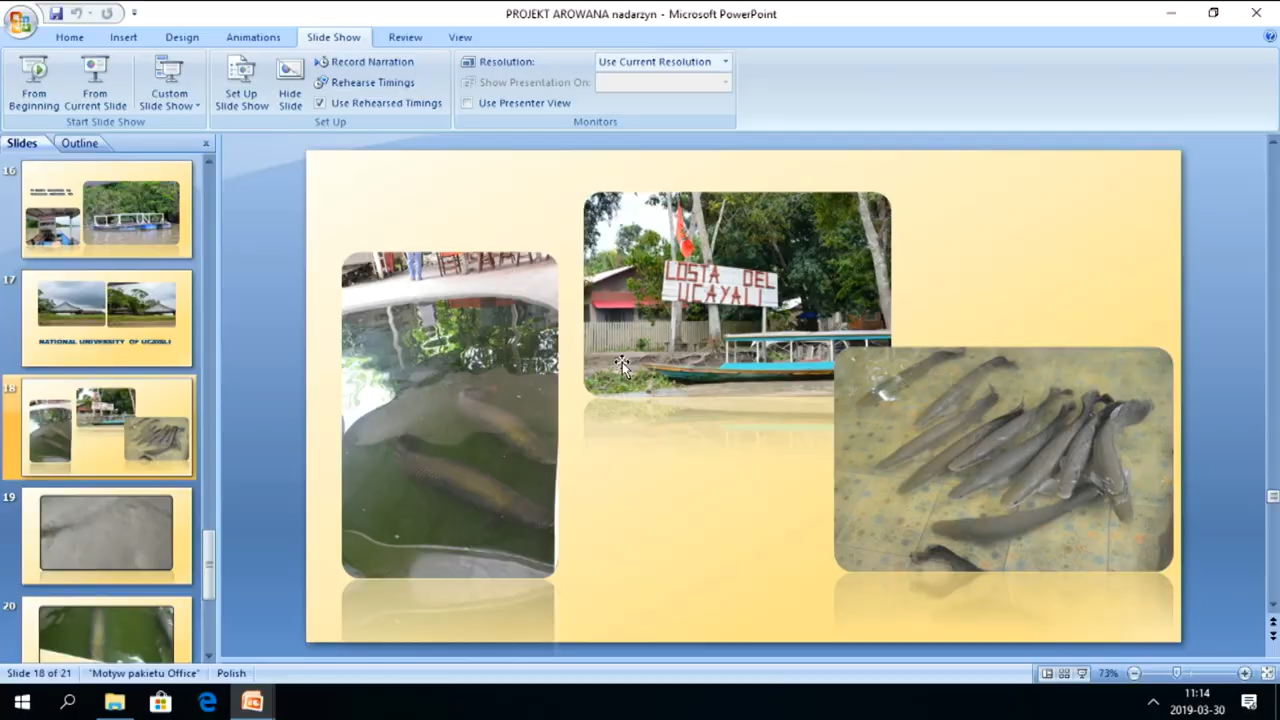 PROJEKT AROWANA nadarzyn - Microsoft PowerPoint
Home Insert Design Animations Slide Show Review View
From Beginning
From Current Slide
Custom Slide Show
Start Slide Show
Set Up Slide Show
Hide Slide
Record Narration
Rehearse Timings
Use Rehearsed Timings
Set Up
Resolution: Use Current Resolution
Show Presentation On:
Use Presenter View
Monitors
Slides Outline
16
17
NATIONAL UNIVERSITY OF UCAYALI
18
19
20
COSTA DEL
UCAYALI
Slide 18 of 21 "Motyw pakietu Office" Polish 73%
11:14
2019-03-30